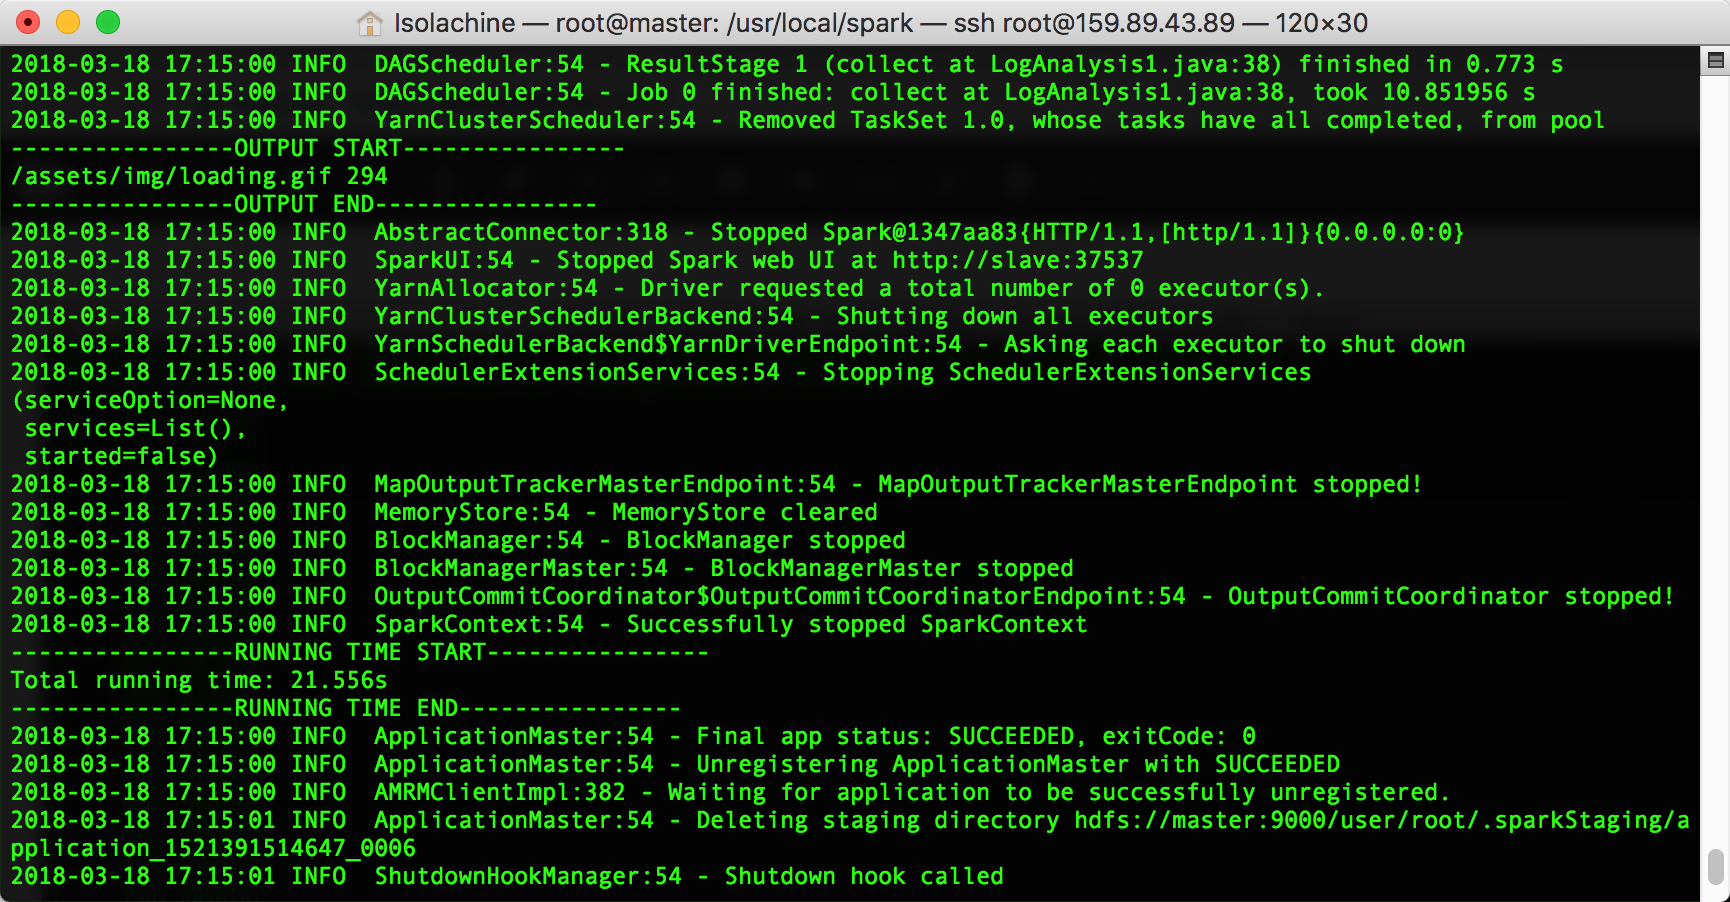 lsolachine — root@master: /usr/local/spark — ssh root@159.89.43.89 — 120×30
2018-03-18 17:15:00 INFO  DAGScheduler:54 - ResultStage 1 (collect at LogAnalysis1.java:38) finished in 0.773 s
2018-03-18 17:15:00 INFO  DAGScheduler:54 - Job 0 finished: collect at LogAnalysis1.java:38, took 10.851956 s
2018-03-18 17:15:00 INFO  YarnClusterScheduler:54 - Removed TaskSet 1.0, whose tasks have all completed, from pool
----------------OUTPUT START----------------
/assets/img/loading.gif 294
----------------OUTPUT END----------------
2018-03-18 17:15:00 INFO  AbstractConnector:318 - Stopped Spark@1347aa83{HTTP/1.1,[http/1.1]}{0.0.0.0:0}
2018-03-18 17:15:00 INFO  SparkUI:54 - Stopped Spark web UI at http://slave:37537
2018-03-18 17:15:00 INFO  YarnAllocator:54 - Driver requested a total number of 0 executor(s).
2018-03-18 17:15:00 INFO  YarnClusterSchedulerBackend:54 - Shutting down all executors
2018-03-18 17:15:00 INFO  YarnSchedulerBackend$YarnDriverEndpoint:54 - Asking each executor to shut down
2018-03-18 17:15:00 INFO  SchedulerExtensionServices:54 - Stopping SchedulerExtensionServices
(serviceOption=None,
 services=List(),
 started=false)
2018-03-18 17:15:00 INFO  MapOutputTrackerMasterEndpoint:54 - MapOutputTrackerMasterEndpoint stopped!
2018-03-18 17:15:00 INFO  MemoryStore:54 - MemoryStore cleared
2018-03-18 17:15:00 INFO  BlockManager:54 - BlockManager stopped
2018-03-18 17:15:00 INFO  BlockManagerMaster:54 - BlockManagerMaster stopped
2018-03-18 17:15:00 INFO  OutputCommitCoordinator$OutputCommitCoordinatorEndpoint:54 - OutputCommitCoordinator stopped!
2018-03-18 17:15:00 INFO  SparkContext:54 - Successfully stopped SparkContext
----------------RUNNING TIME START----------------
Total running time: 21.556s
----------------RUNNING TIME END----------------
2018-03-18 17:15:00 INFO  ApplicationMaster:54 - Final app status: SUCCEEDED, exitCode: 0
2018-03-18 17:15:00 INFO  ApplicationMaster:54 - Unregistering ApplicationMaster with SUCCEEDED
2018-03-18 17:15:00 INFO  AMRMClientImpl:382 - Waiting for application to be successfully unregistered.
2018-03-18 17:15:01 INFO  ApplicationMaster:54 - Deleting staging directory hdfs://master:9000/user/root/.sparkStaging/a
pplication_1521391514647_0006
2018-03-18 17:15:01 INFO  ShutdownHookManager:54 - Shutdown hook called